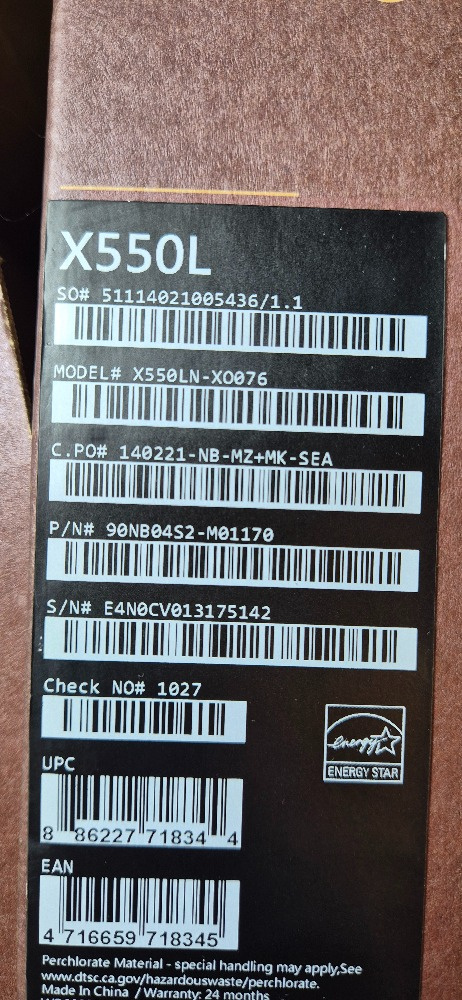 X550L
SO# 51114021005436/1.1
MODEL# X550LN-XO076
C.PO# 140221-NB-MZ+MK-SEA
P/N# 90NB04S2-M01170
S/N# E4N0CV013175142
Check NO# 1027
energy
ENERGY STAR
UPC
8 86227 71834 4
EAN
4 716659 718345
Perchlorate Material - special handling may apply,See
www.dtsc.ca.gov/hazardouswaste/perchlorate.
Made In China / Warranty: 24 months